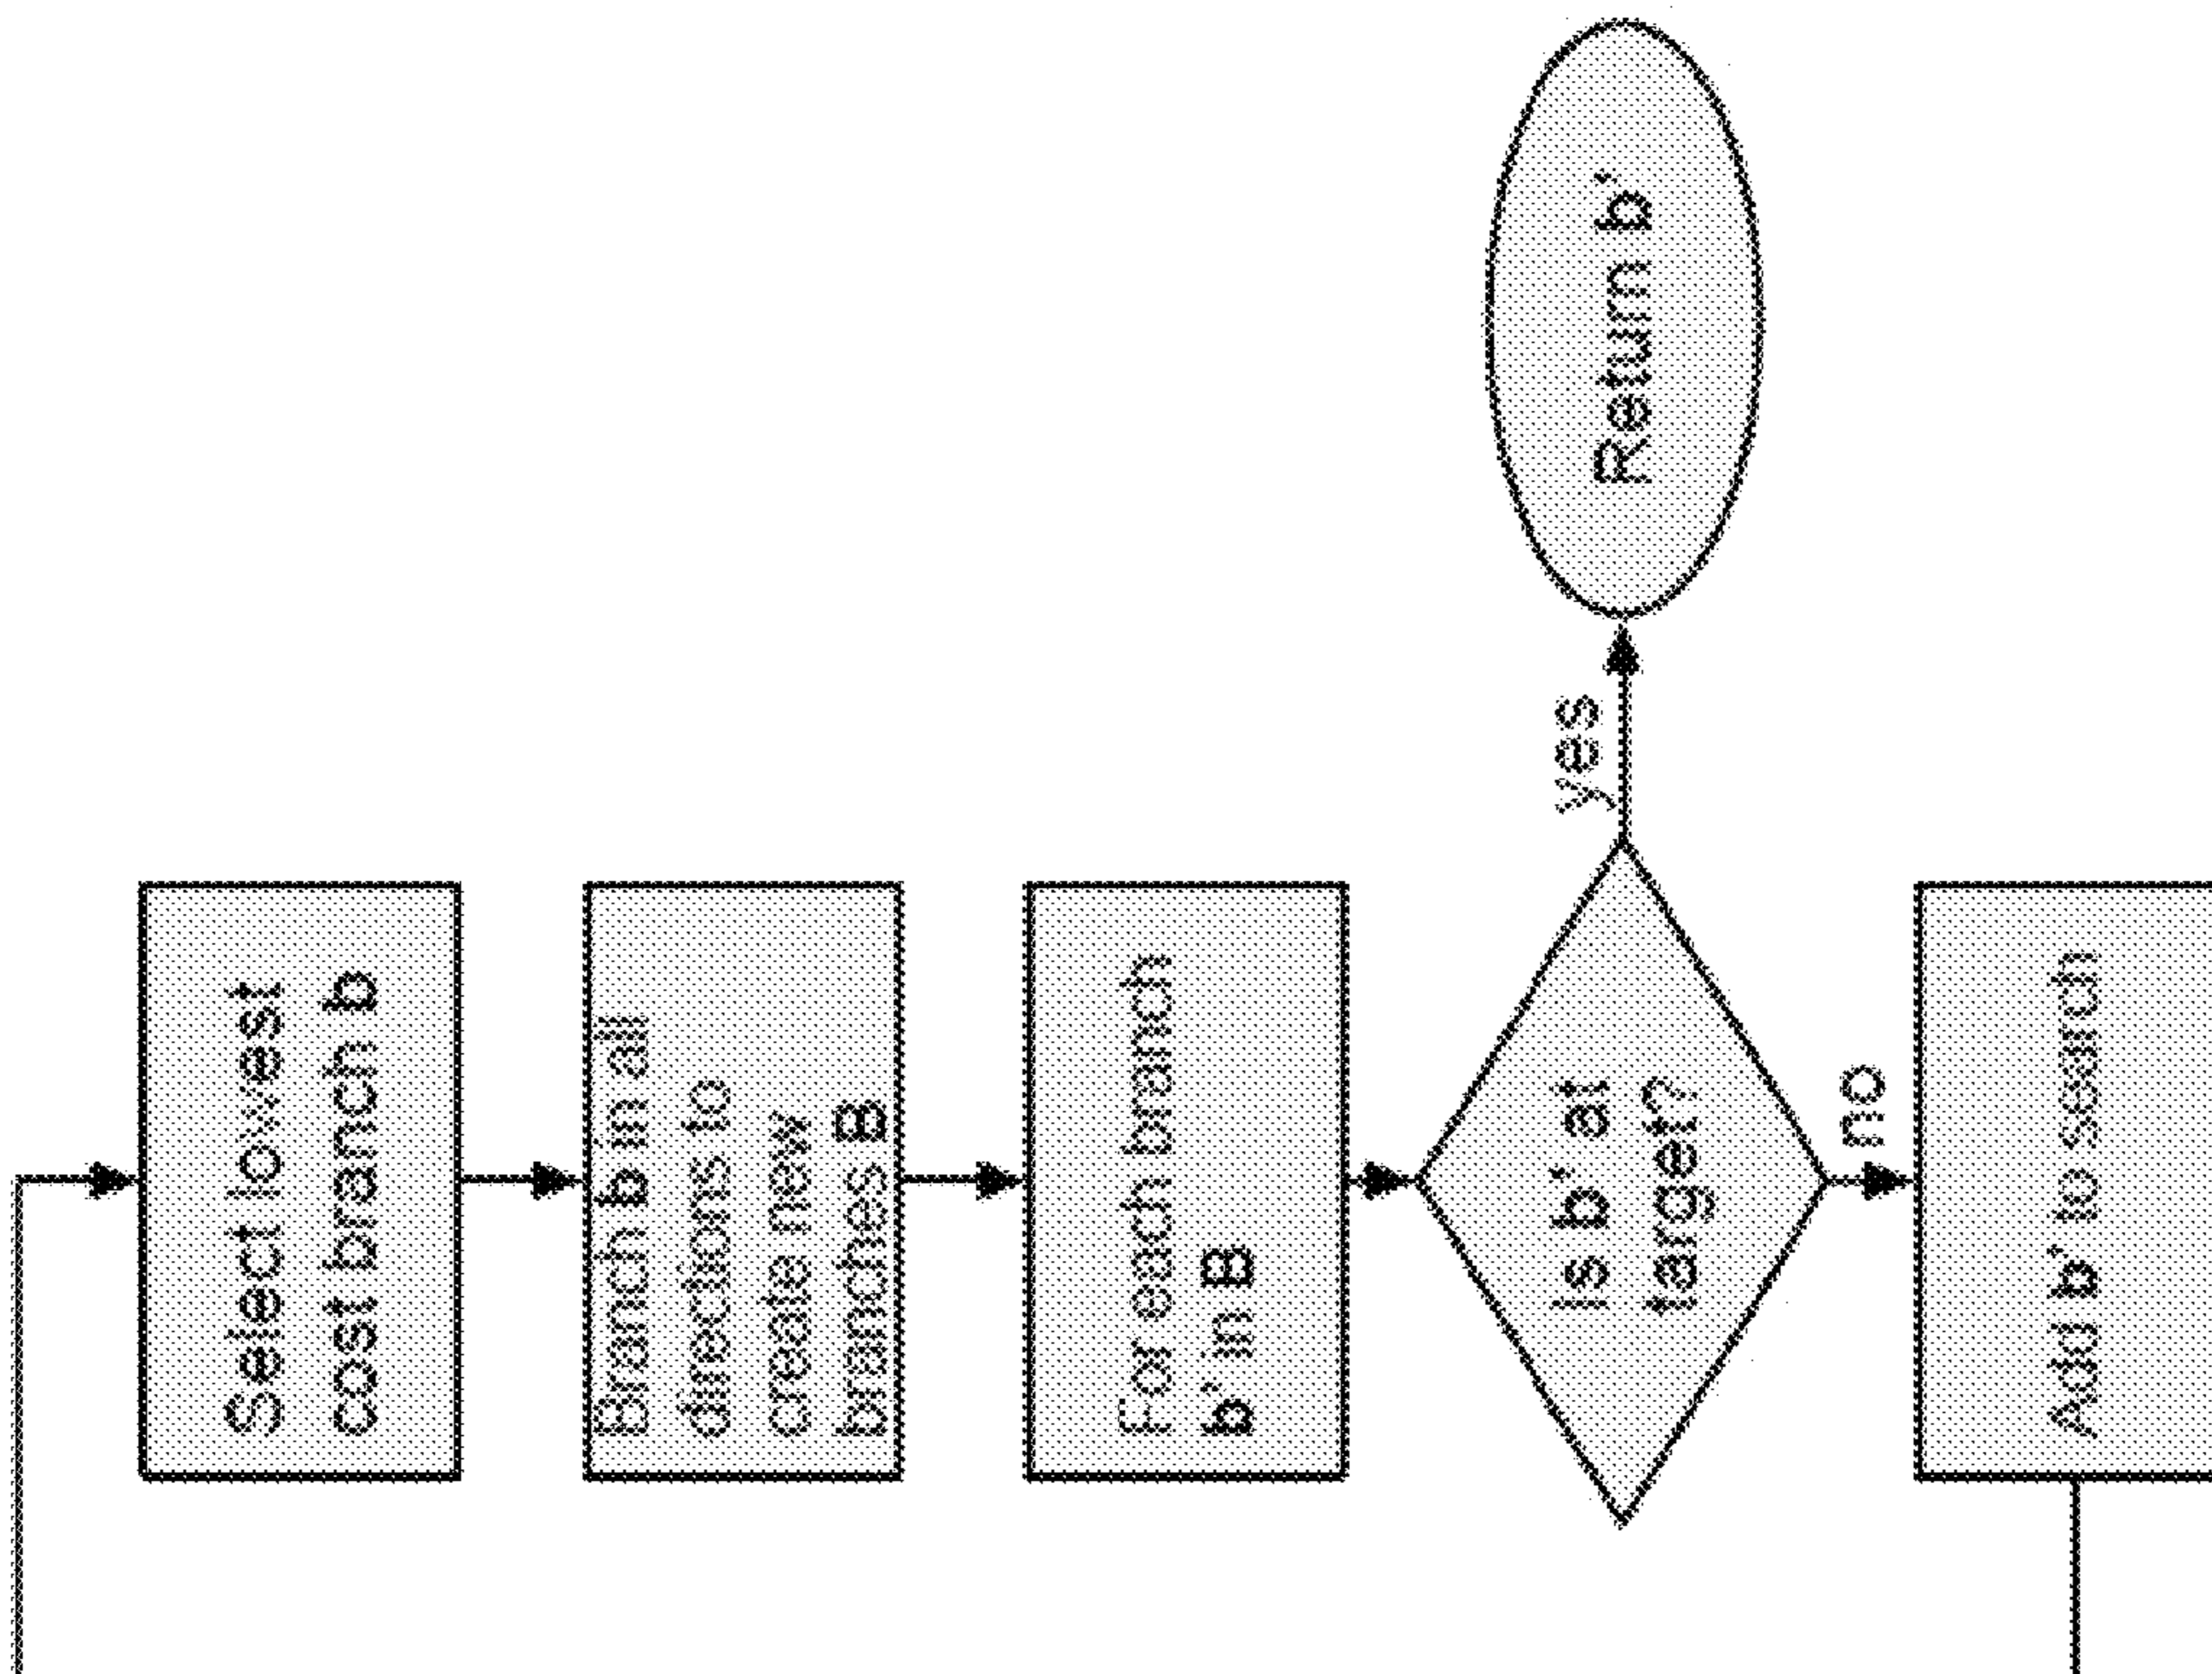 Select lowest
cost branch b
Branch b in all
directions to
create new
branches B
For each branch
b' in B
Is b' at
target?
yes
Return b'
no
Add b' to search